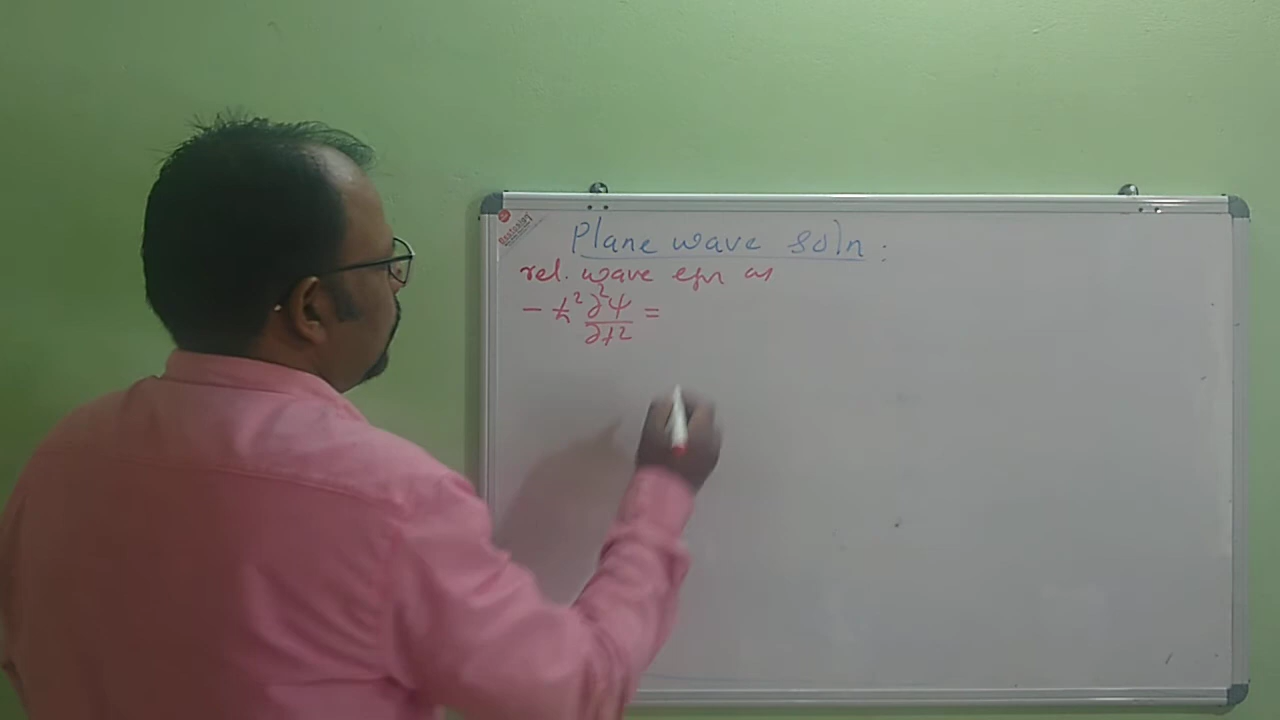 Plane wave soln:
rel. wave eqn as
- ħ² ∂²ψ/∂t² =